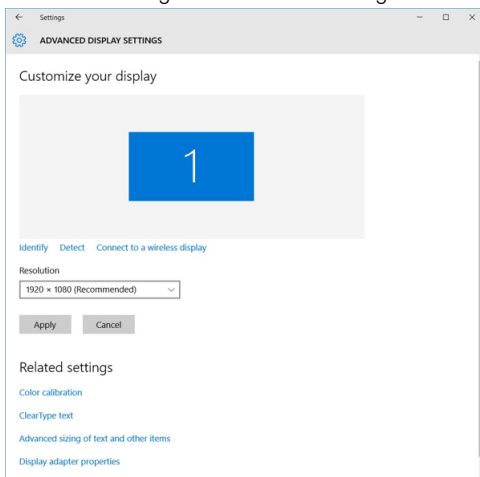 Settings
ADVANCED DISPLAY SETTINGS
Customize your display
1
Identify Detect Connect to a wireless display
Resolution
1920 × 1080 (Recommended)
Apply Cancel
Related settings
Color calibration
ClearType text
Advanced sizing of text and other items
Display adapter properties